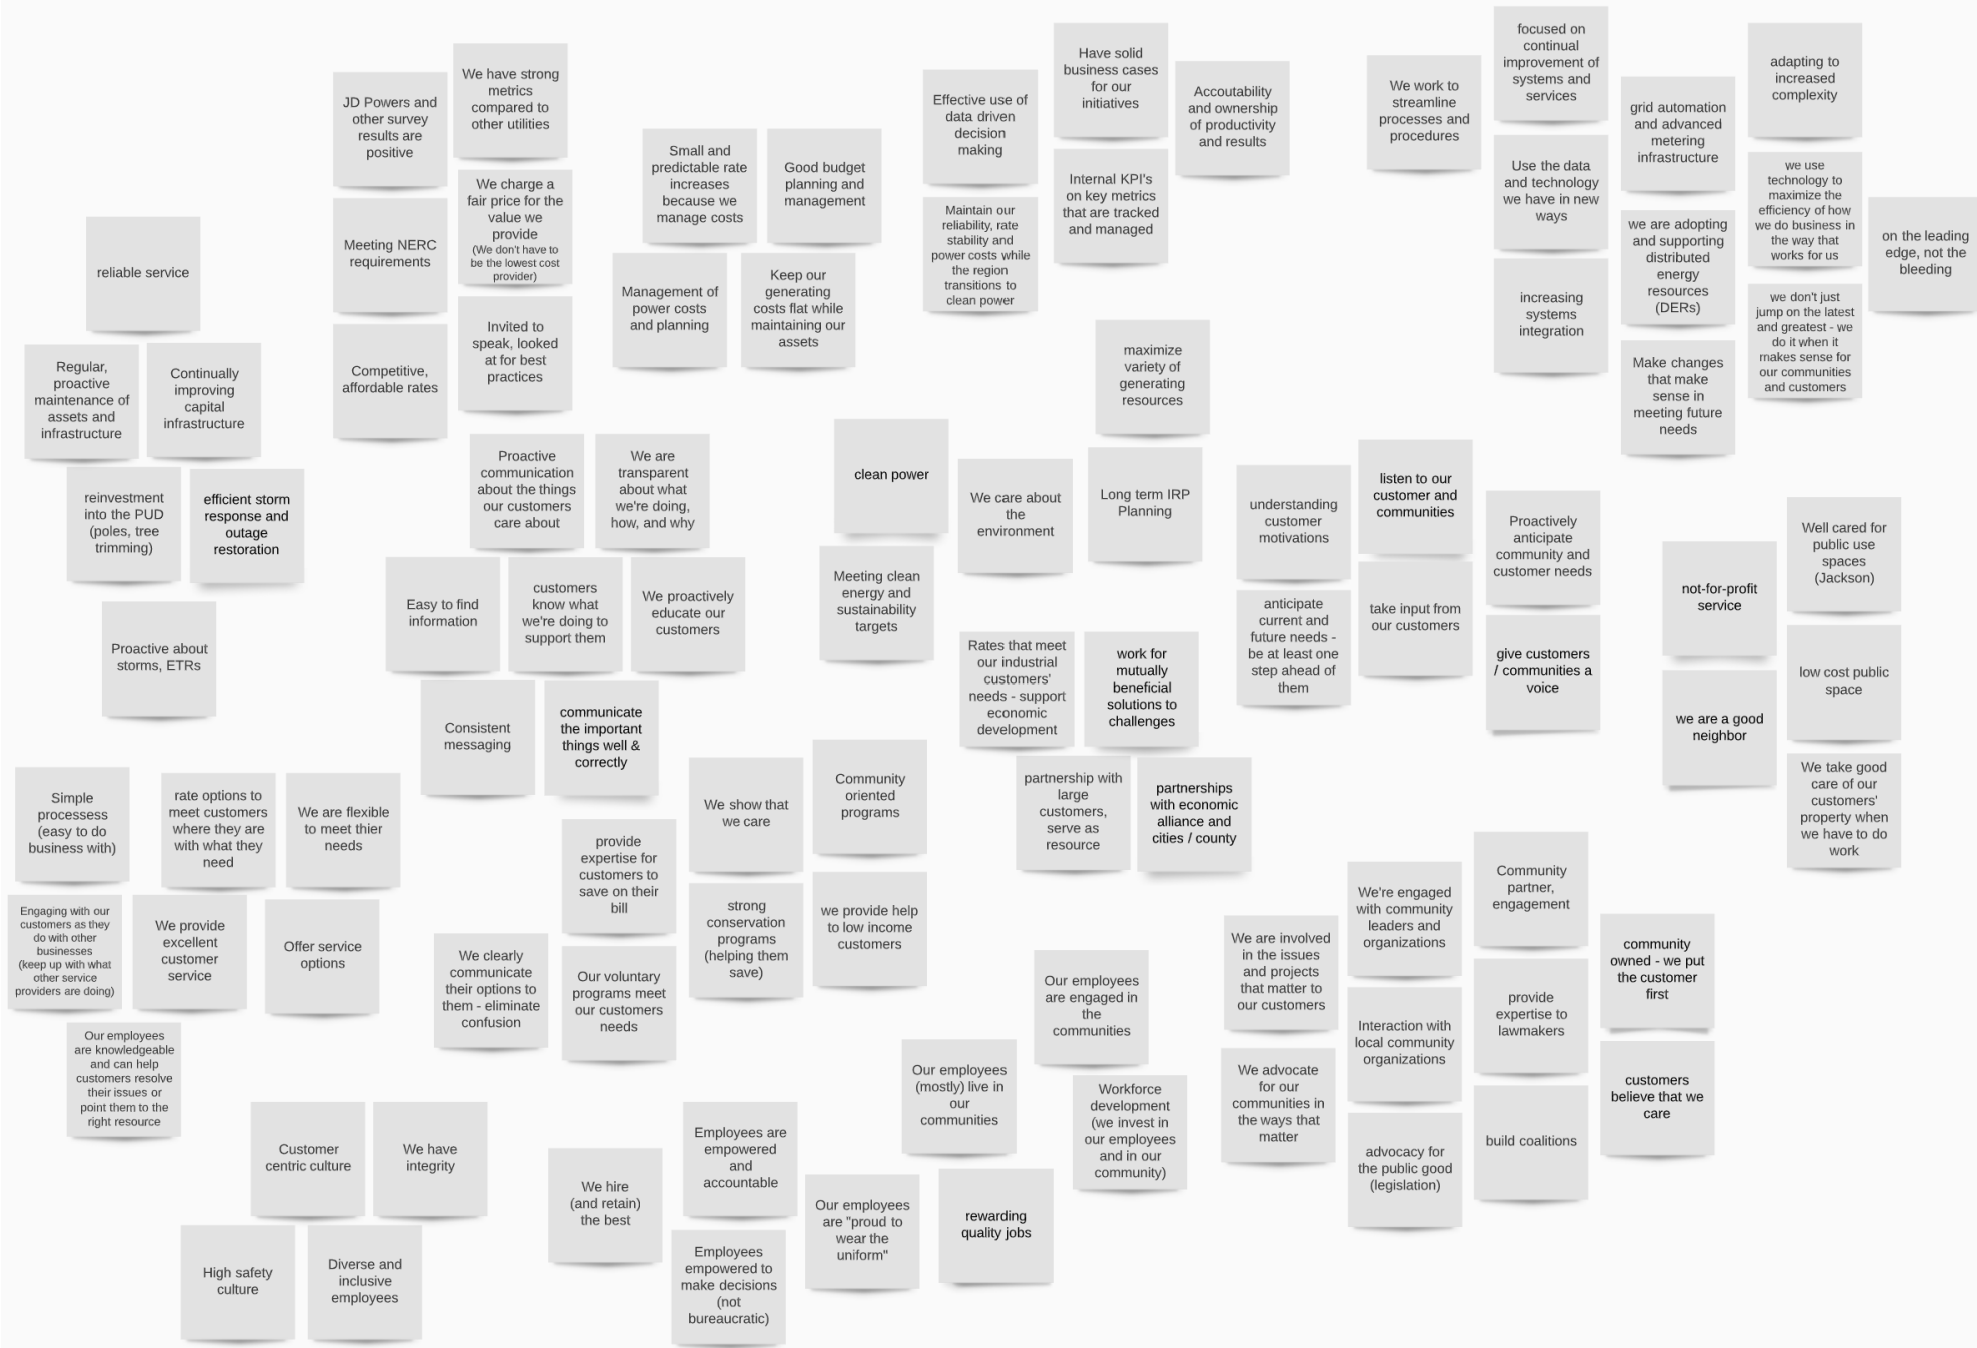 JD Powers and
other survey
results are
positive
We have strong
metrics
compared to
other utilities
Meeting NERC
requirements
We charge a
fair price for the
value we
provide
(We don't have to
be the lowest cost
provider)
Competitive,
affordable rates
Invited to
speak, looked
at for best
practices
Small and
predictable rate
increases
because we
manage costs
Good budget
planning and
management
Management of
power costs
and planning
Keep our
generating
costs flat while
maintaining our
assets
Effective use of
data driven
decision
making
Have solid
business cases
for our
initiatives
Accoutability
and ownership
of productivity
and results
Maintain our
reliability, rate
stability and
power costs while
the region
transitions to
clean power
Internal KPI's
on key metrics
that are tracked
and managed
We work to
streamline
processes and
procedures
focused on
continual
improvement of
systems and
services
Use the data
and technology
we have in new
ways
increasing
systems
integration
grid automation
and advanced
metering
infrastructure
we are adopting
and supporting
distributed
energy
resources
(DERs)
Make changes
that make
sense in
meeting future
needs
adapting to
increased
complexity
we use
technology to
maximize the
efficiency of how
we do business in
the way that
works for us
we don't just
jump on the latest
and greatest - we
do it when it
makes sense for
our communities
and customers
on the leading
edge, not the
bleeding
reliable service
Regular,
proactive
maintenance of
assets and
infrastructure
Continually
improving
capital
infrastructure
reinvestment
into the PUD
(poles, tree
trimming)
efficient storm
response and
outage
restoration
Proactive about
storms, ETRs
Proactive
communication
about the things
our customers
care about
We are
transparent
about what
we're doing,
how, and why
Easy to find
information
customers
know what
we're doing to
support them
We proactively
educate our
customers
Consistent
messaging
communicate
the important
things well &
correctly
maximize
variety of
generating
resources
clean power
We care about
the
environment
Long term IRP
Planning
Meeting clean
energy and
sustainability
targets
understanding
customer
motivations
listen to our
customer and
communities
Proactively
anticipate
community and
customer needs
anticipate
current and
future needs -
be at least one
step ahead of
them
take input from
our customers
give customers
/ communities a
voice
Rates that meet
our industrial
customers'
needs - support
economic
development
work for
mutually
beneficial
solutions to
challenges
partnership with
large
customers,
serve as
resource
partnerships
with economic
alliance and
cities / county
not-for-profit
service
Well cared for
public use
spaces
(Jackson)
low cost public
space
we are a good
neighbor
We take good
care of our
customers'
property when
we have to do
work
Simple
processess
(easy to do
business with)
rate options to
meet customers
where they are
with what they
need
We are flexible
to meet thier
needs
Engaging with our
customers as they
do with other
businesses
(keep up with what
other service
providers are doing)
We provide
excellent
customer
service
Offer service
options
Our employees
are knowledgeable
and can help
customers resolve
their issues or
point them to the
right resource
We show that
we care
Community
oriented
programs
provide
expertise for
customers to
save on their
bill
strong
conservation
programs
(helping them
save)
we provide help
to low income
customers
We clearly
communicate
their options to
them - eliminate
confusion
Our voluntary
programs meet
our customers
needs
We are involved
in the issues
and projects
that matter to
our customers
We're engaged
with community
leaders and
organizations
Community
partner,
engagement
community
owned - we put
the customer
first
Interaction with
local community
organizations
provide
expertise to
lawmakers
customers
believe that we
care
We advocate
for our
communities in
the ways that
matter
advocacy for
the public good
(legislation)
build coalitions
Customer
centric culture
We have
integrity
High safety
culture
Diverse and
inclusive
employees
Our employees
are engaged in
the
communities
Our employees
(mostly) live in
our
communities
Workforce
development
(we invest in
our employees
and in our
community)
We hire
(and retain)
the best
Employees are
empowered
and
accountable
Our employees
are "proud to
wear the
uniform"
rewarding
quality jobs
Employees
empowered to
make decisions
(not
bureaucratic)